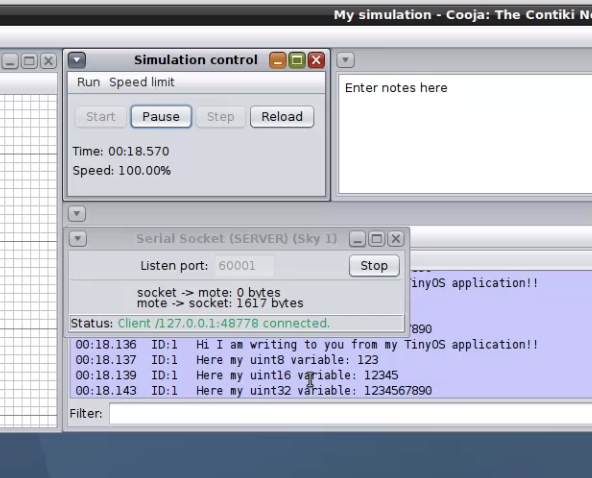 My simulation - Cooja: The Contiki N
Simulation control
Run Speed limit
Enter notes here
Start Pause Step Reload
Time: 00:18.570
Speed: 100.00%
Serial Socket (SERVER) (Sky 1)
Listen port: 60001 Stop
inyOS application!!
socket -> mote: 0 bytes
mote -> socket: 1617 bytes
Status: Client /127.0.0.1:48778 connected.
7890
00:18.136 ID:1 Hi I am writing to you from my TinyOS application!!
00:18.137 ID:1 Here my uint8 variable: 123
00:18.139 ID:1 Here my uint16 variable: 12345
00:18.143 ID:1 Here my uint32 variable: 1234567890
Filter: